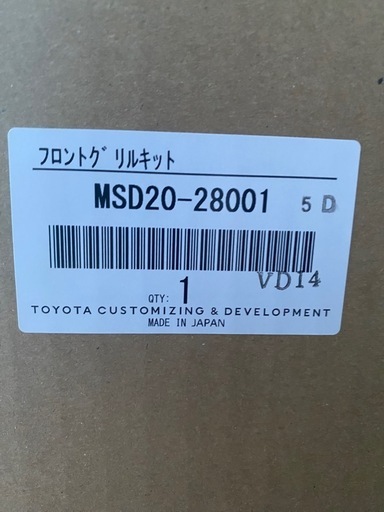 フロントグリルキット
MSD20-28001 5 D
VD14
QTY: 1
TOYOTA CUSTOMIZING & DEVELOPMENT
MADE IN JAPAN